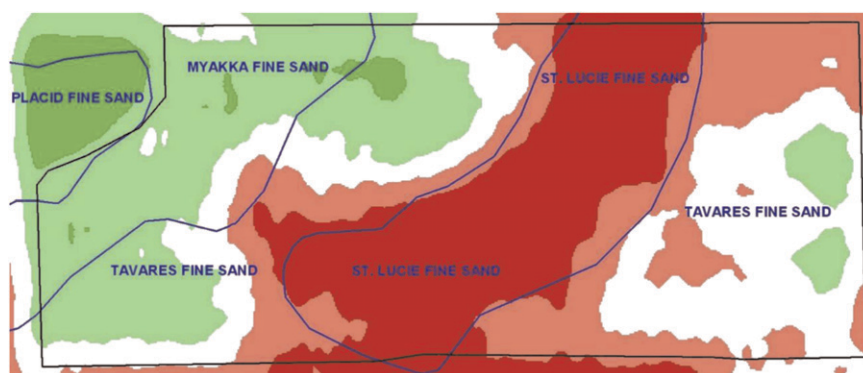 MYAKKA FINE SAND
ST. LUCIE FINE SAND
PLACID FINE SAND
TAVARES FINE SAND
TAVARES FINE SAND
ST. LUCIE FINE SAND